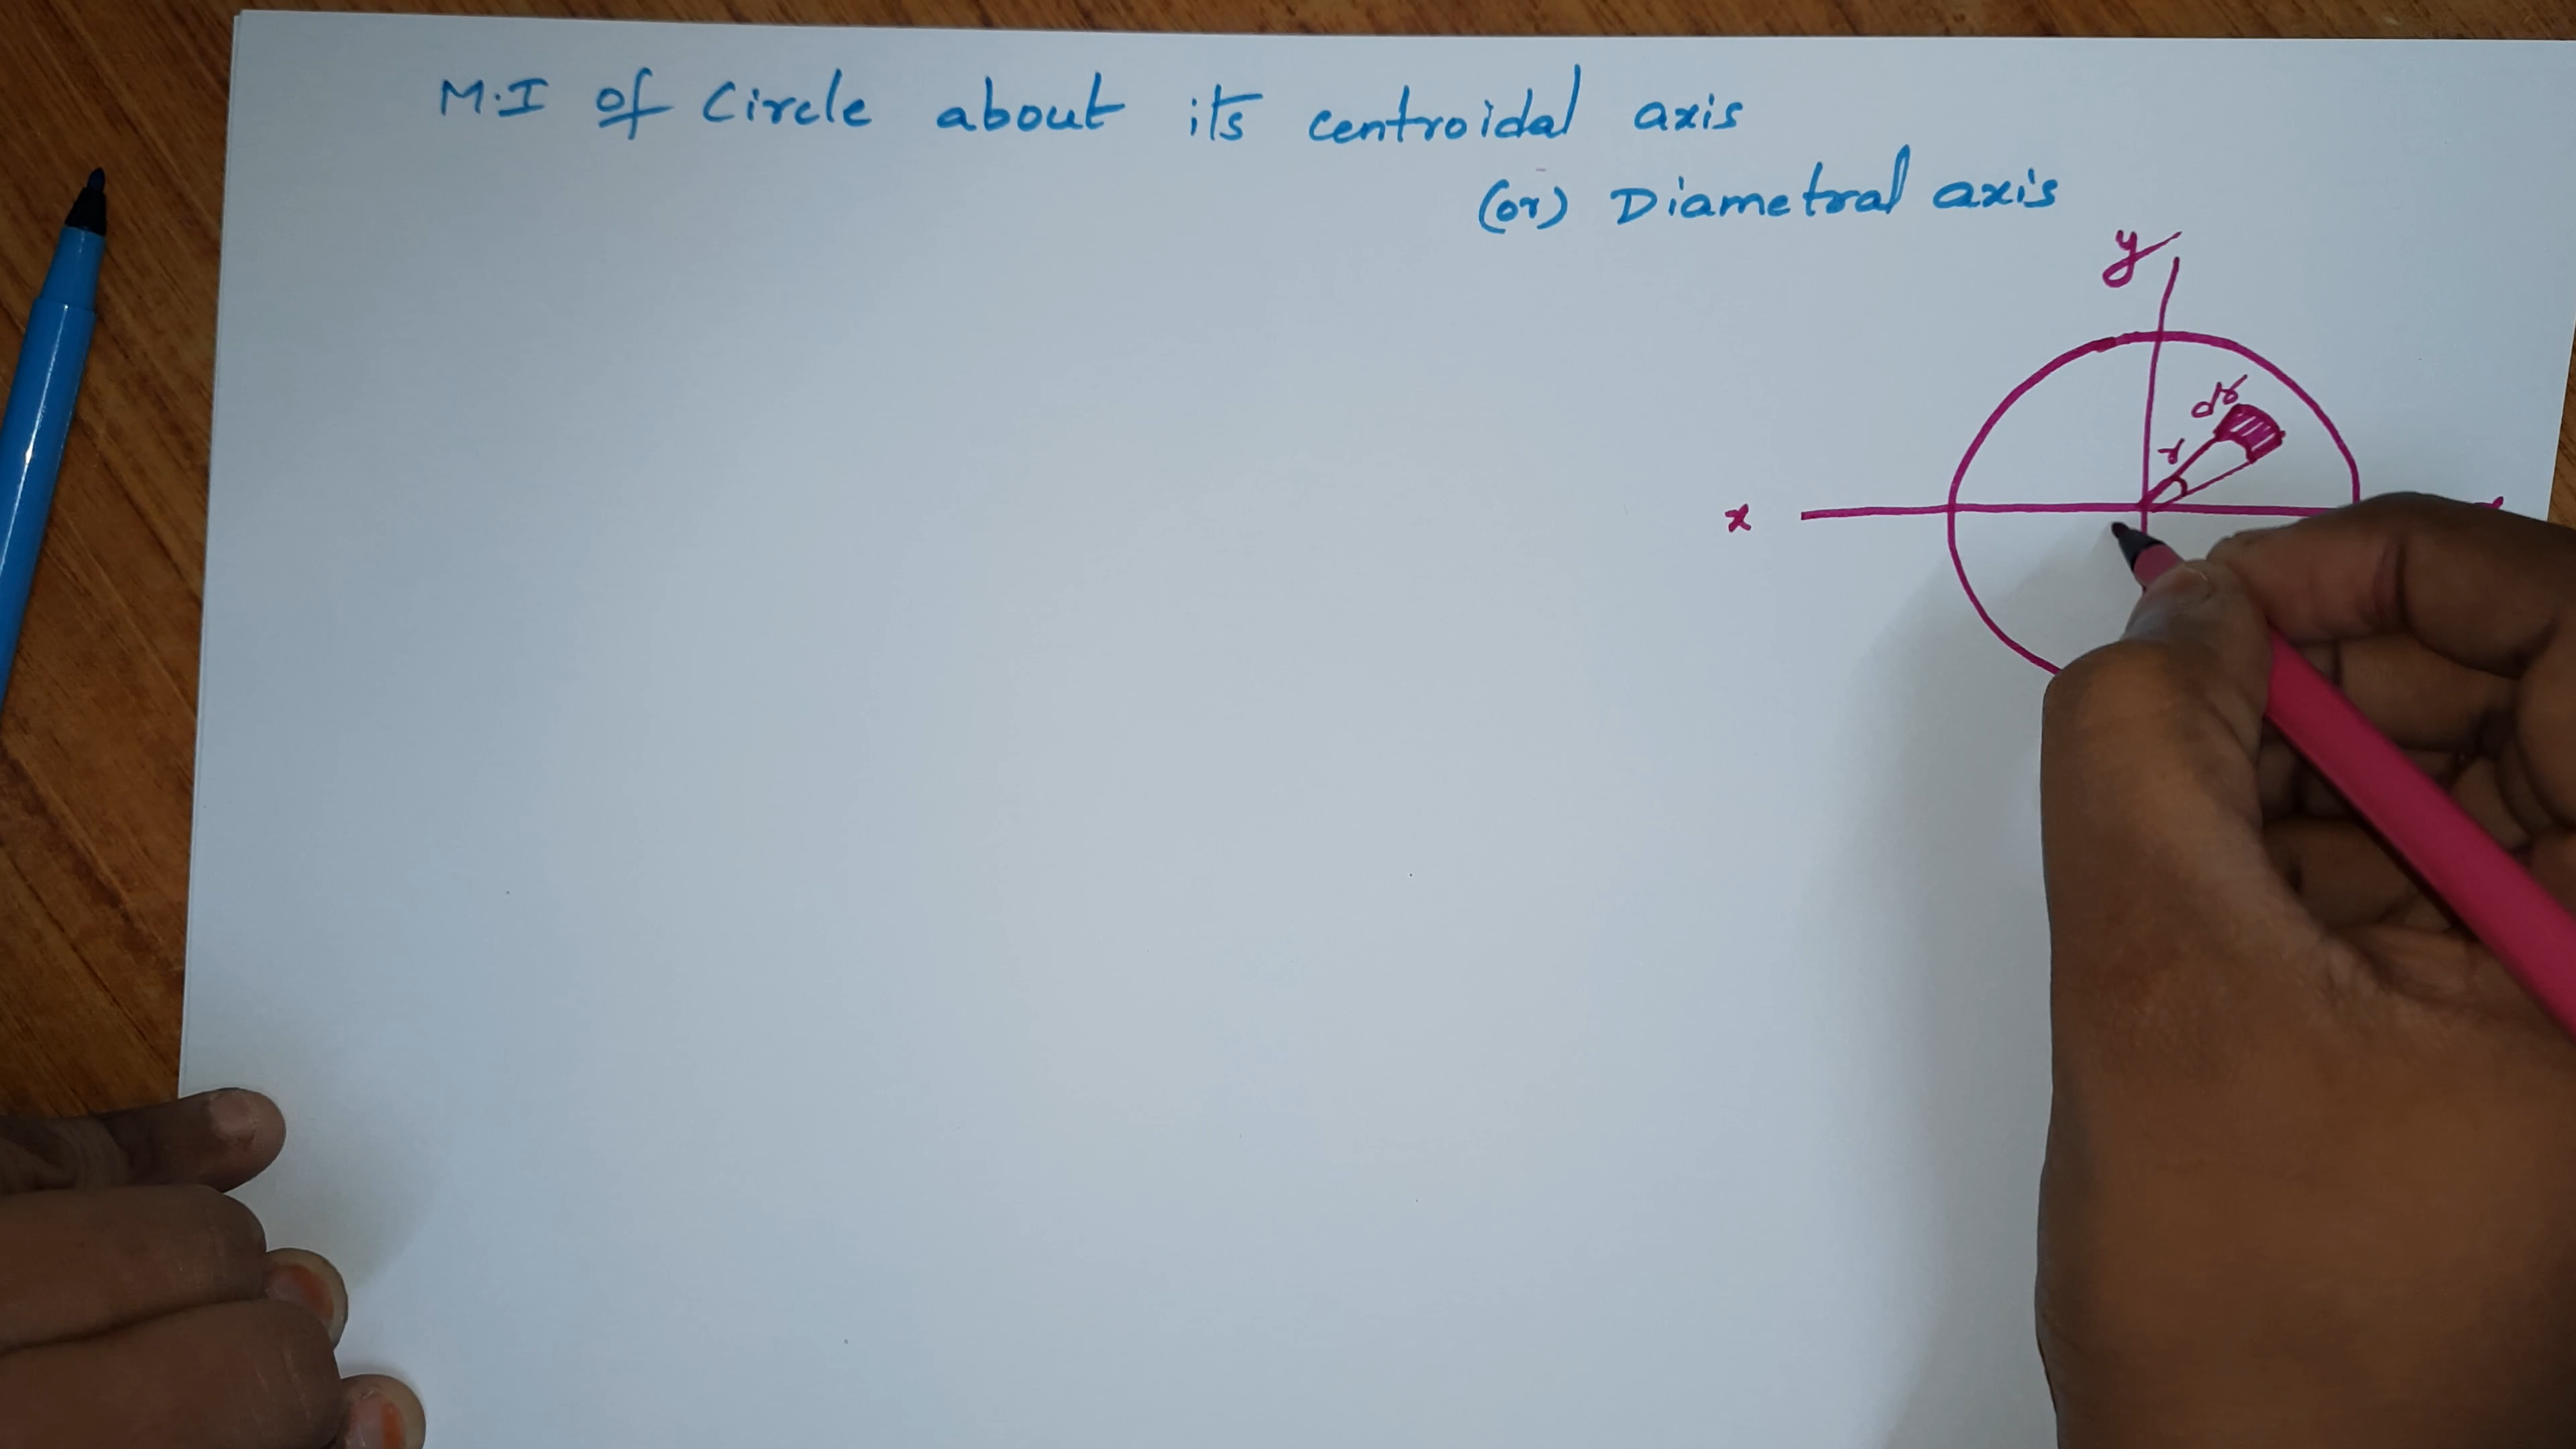 M.I of Circle about its centroidal axis
(or) Diametral axis
y
dr
r
x